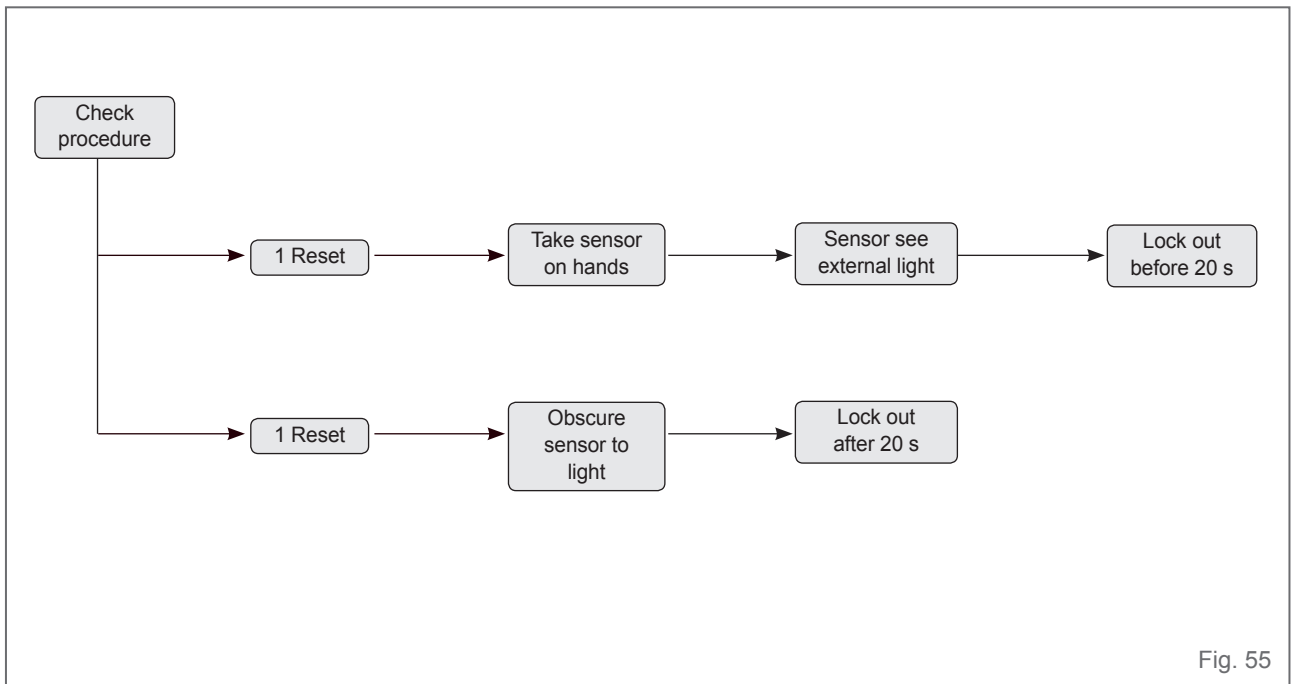 Check
procedure
1 Reset
Take sensor
on hands
Sensor see
external light
Lock out
before 20 s
1 Reset
Obscure
sensor to
light
Lock out
after 20 s
Fig. 55